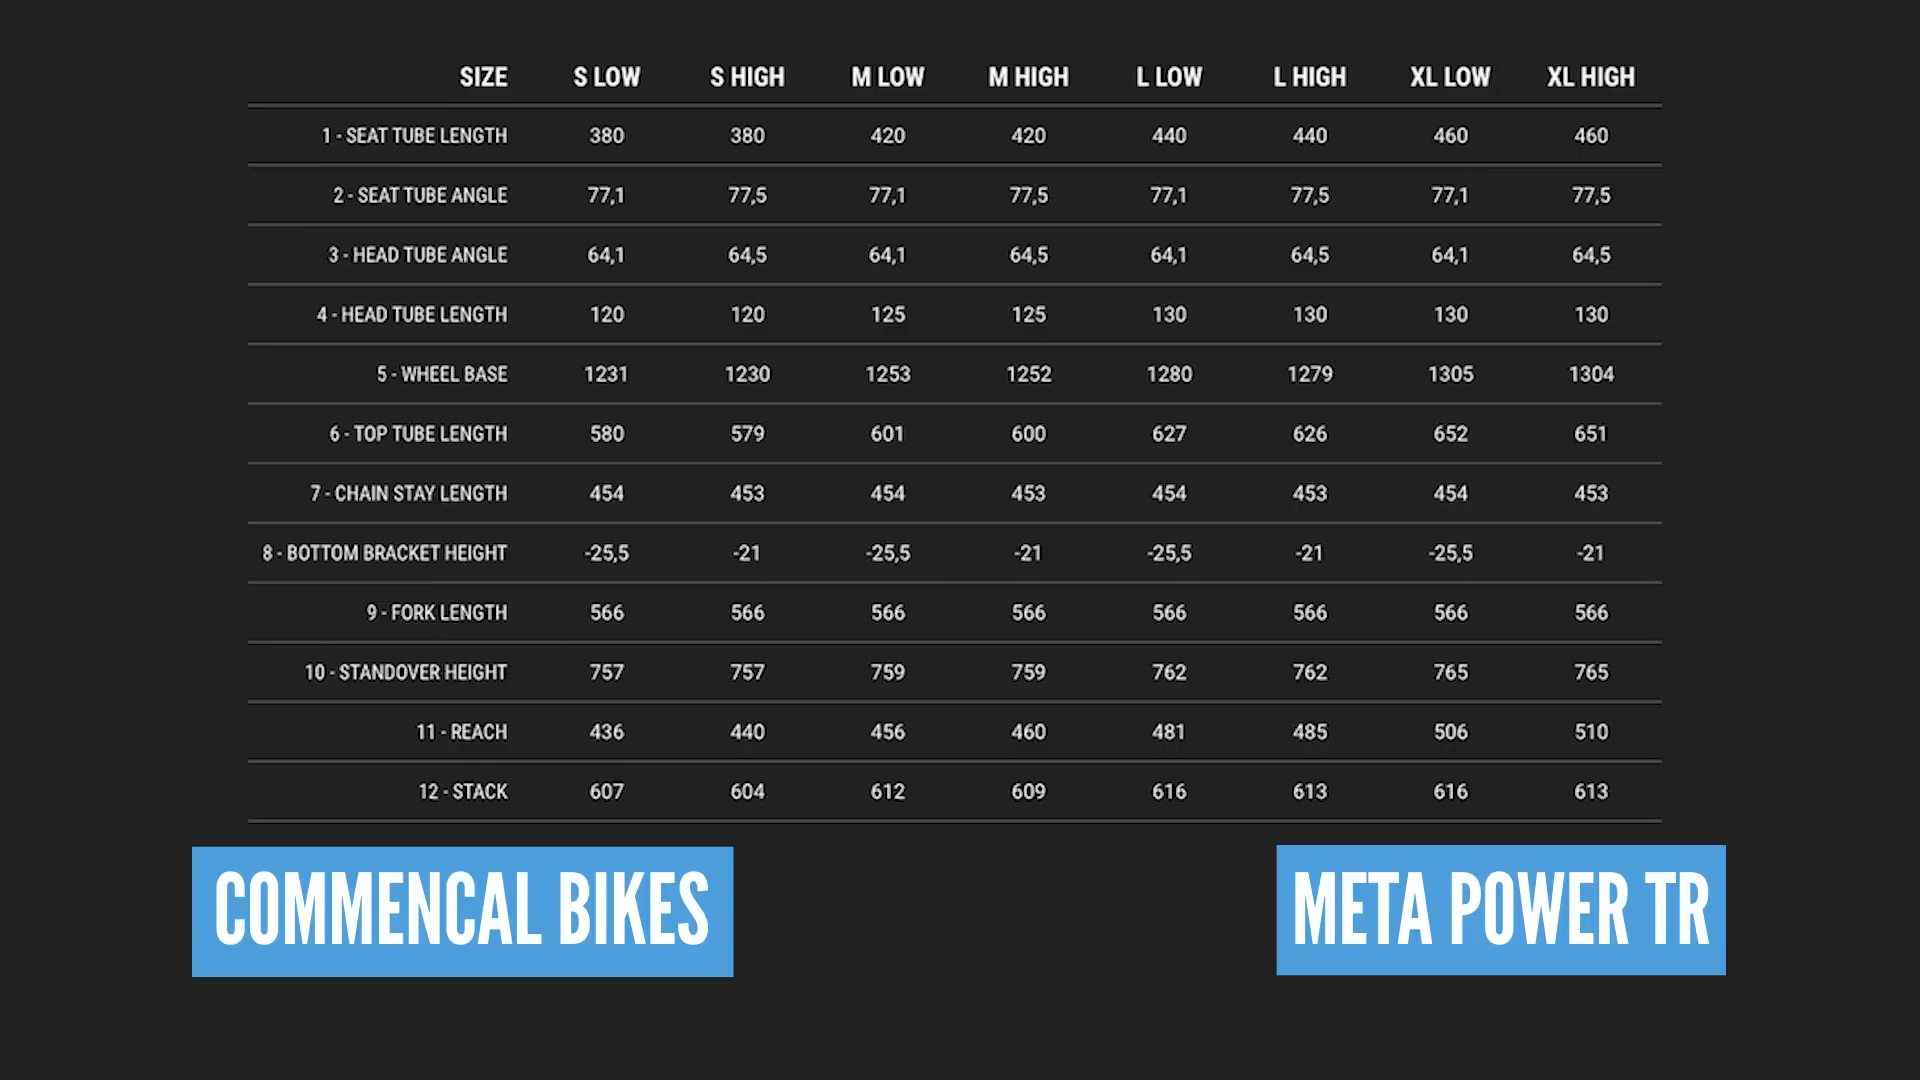 SIZE S LOW S HIGH M LOW M HIGH L LOW L HIGH XL LOW XL HIGH
1 - SEAT TUBE LENGTH 380 380 420 420 440 440 460 460
2 - SEAT TUBE ANGLE 77,1 77,5 77,1 77,5 77,1 77,5 77,1 77,5
3 - HEAD TUBE ANGLE 64,1 64,5 64,1 64,5 64,1 64,5 64,1 64,5
4 - HEAD TUBE LENGTH 120 120 125 125 130 130 130 130
5 - WHEEL BASE 1231 1230 1253 1252 1280 1279 1305 1304
6 - TOP TUBE LENGTH 580 579 601 600 627 626 652 651
7 - CHAIN STAY LENGTH 454 453 454 453 454 453 454 453
8 - BOTTOM BRACKET HEIGHT -25,5 -21 -25,5 -21 -25,5 -21 -25,5 -21
9 - FORK LENGTH 566 566 566 566 566 566 566 566
10 - STANDOVER HEIGHT 757 757 759 759 762 762 765 765
11 - REACH 436 440 456 460 481 485 506 510
12 - STACK 607 604 612 609 616 613 616 613
COMMENCAL BIKES
META POWER TR